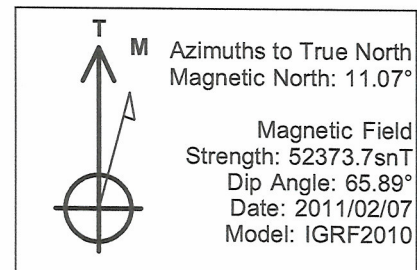 T
M
Azimuths to True North
Magnetic North: 11.07°
Magnetic Field
Strength: 52373.7snT
Dip Angle: 65.89°
Date: 2011/02/07
Model: IGRF2010